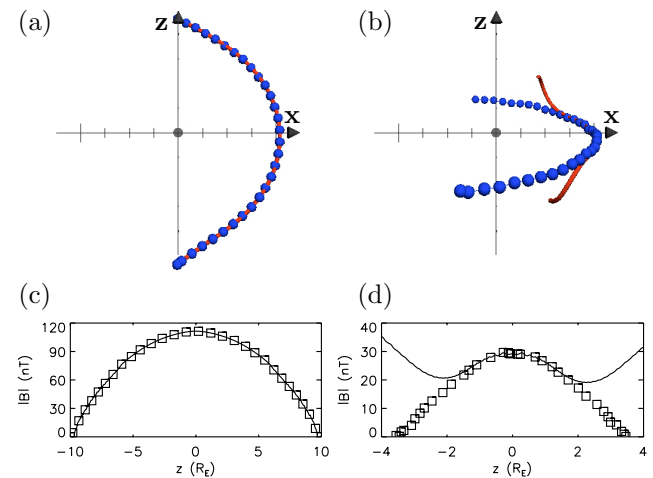 (a)
z
x
(b)
z
x
(c)
120
90
60
30
0
|B| (nT)
-10 -5 0 5 10
z (R_E)
(d)
40
30
20
10
0
|B| (nT)
-4 -2 0 2 4
z (R_E)